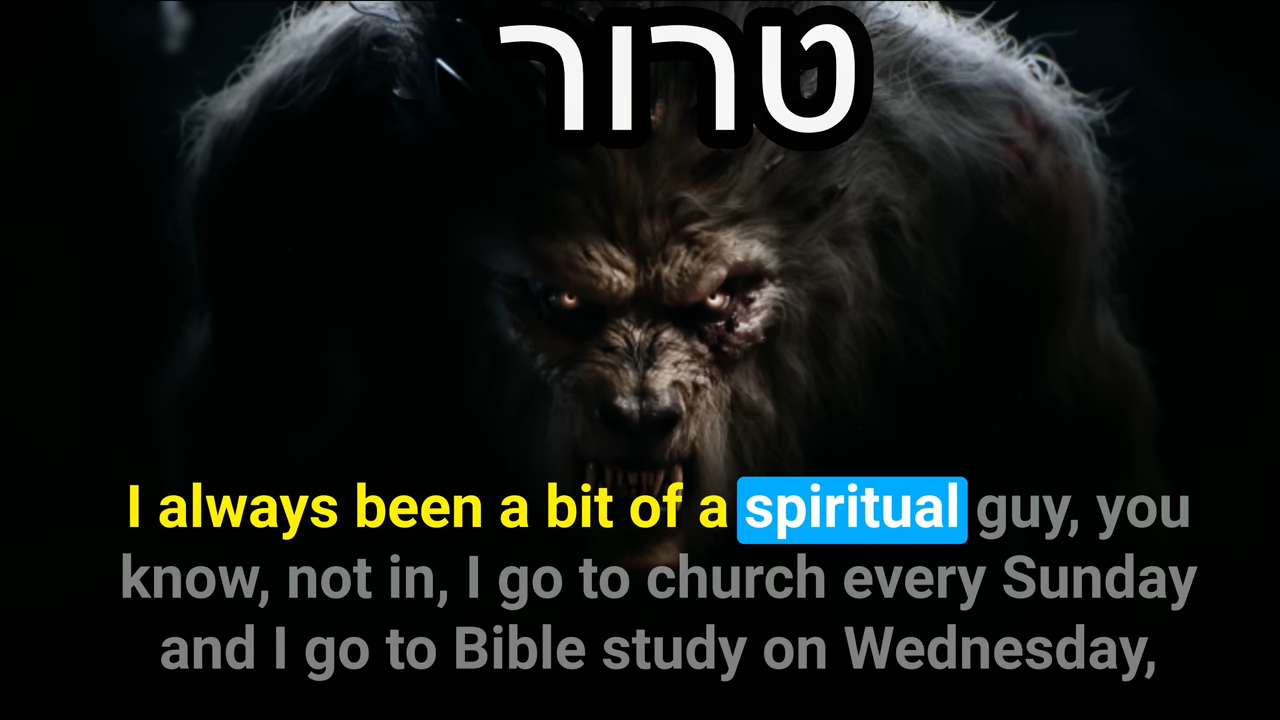 טרור
I always been a bit of a spiritual guy, you
know, not in, I go to church every Sunday
and I go to Bible study on Wednesday,